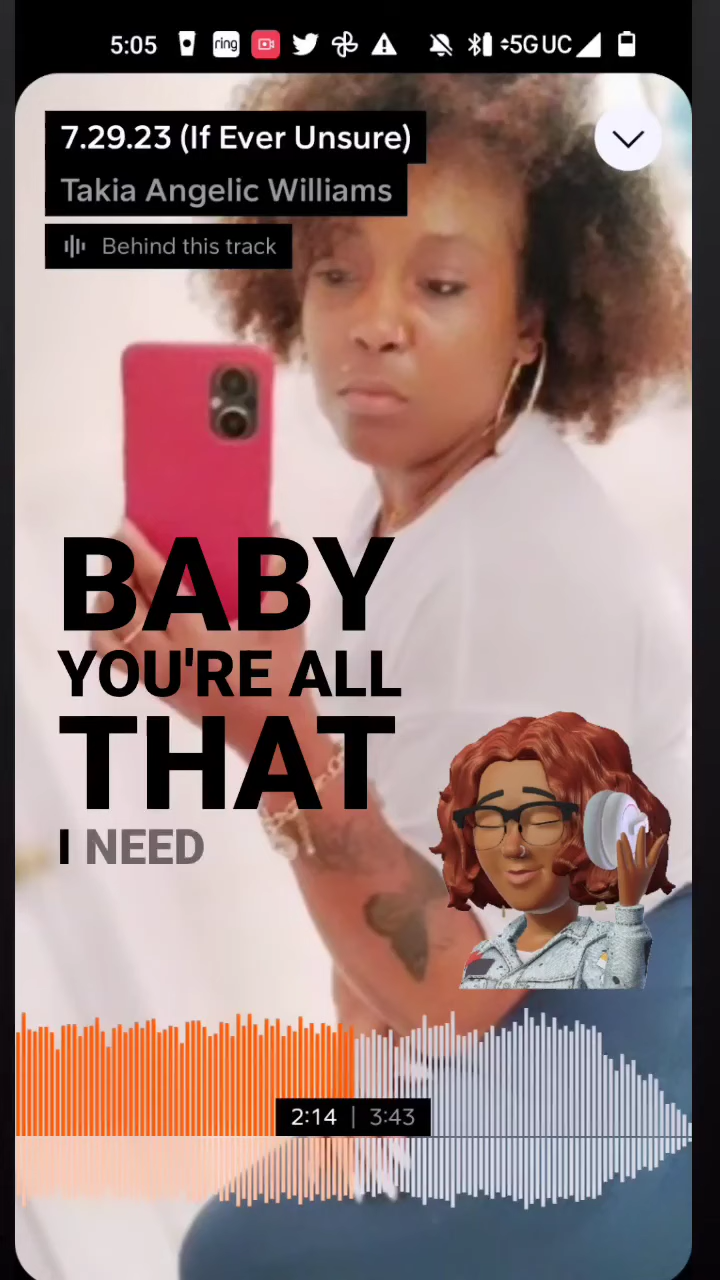 5:05 ring 5G UC
7.29.23 (If Ever Unsure)
Takia Angelic Williams
Behind this track
BABY
YOU'RE ALL
THAT
I NEED
2:14 | 3:43